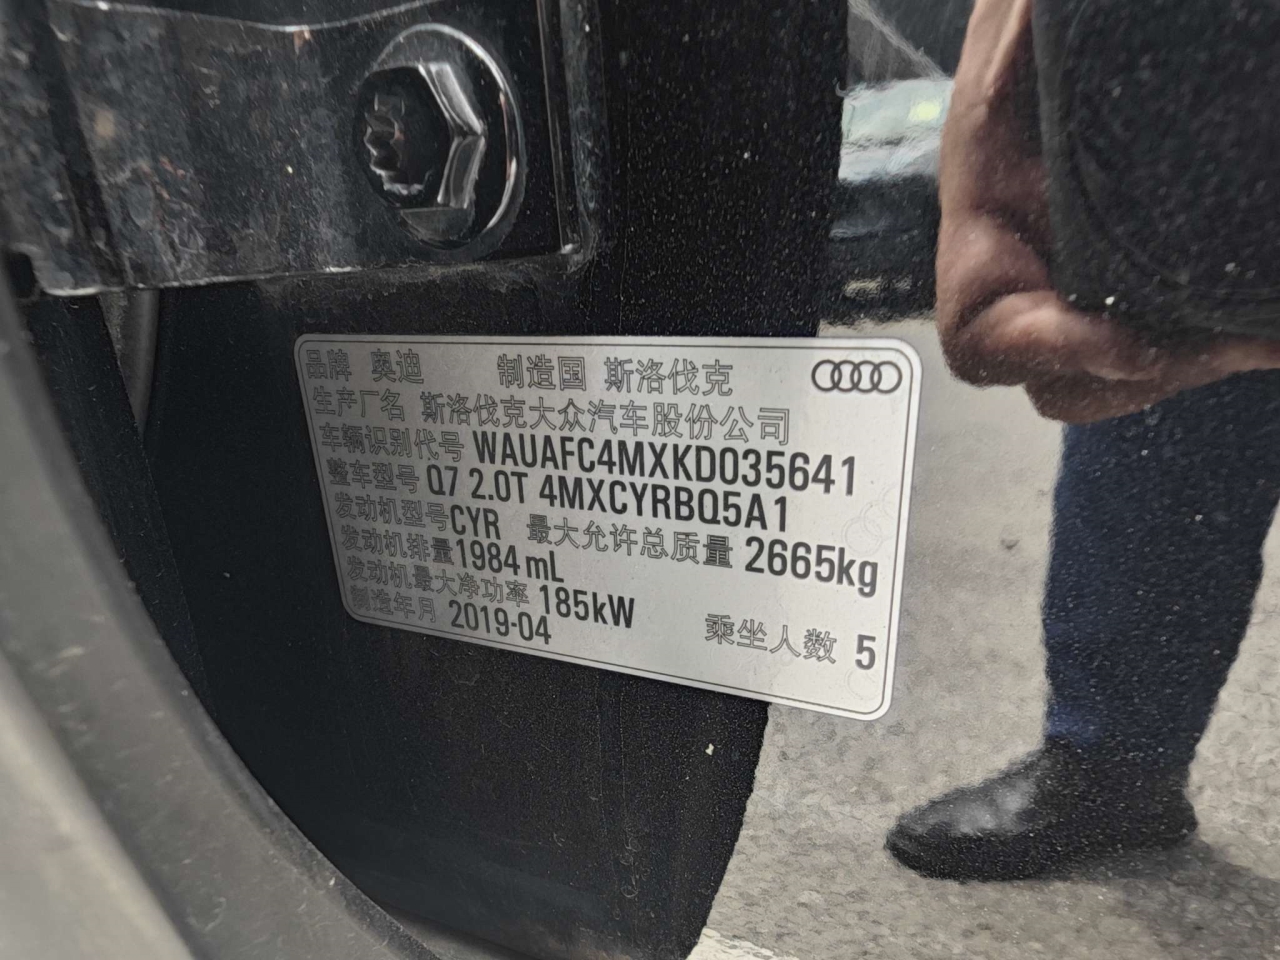 品牌 奥迪 制造国 斯洛伐克
生产厂名 斯洛伐克大众汽车股份公司
车辆识别代号 WAUAFC4MXKD035641
整车型号 Q7 2.0T 4MXCYRBQ5A1
发动机型号 CYR 最大允许总质量 2665kg
发动机排量 1984 mL
发动机最大净功率 185kW 乘坐人数 5
制造年月 2019-04